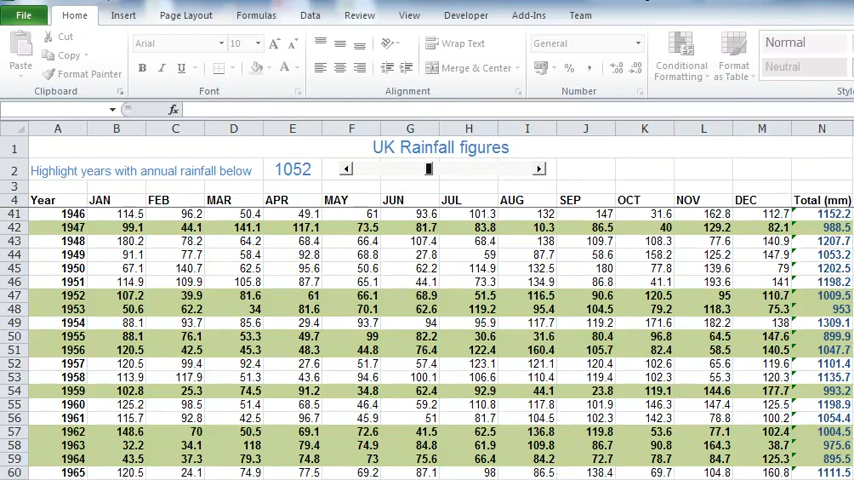 File Home Insert Page Layout Formulas Data Review View Developer Add-Ins Team
Cut
Copy
Format Painter
Paste
Arial 10
B I U
Wrap Text
Merge & Center
General
Conditional Formatting
Format as Table
Normal
Neutral
Clipboard Font Alignment Number
fx
A B C D E F G H I J K L M N
1 UK Rainfall figures
2 Highlight years with annual rainfall below 1052
3
4 Year JAN FEB MAR APR MAY JUN JUL AUG SEP OCT NOV DEC Total (mm)
41 1946 114.5 96.2 50.4 49.1 61 93.6 101.3 132 147 31.6 162.8 112.7 1152.2
42 1947 99.1 44.1 141.1 117.1 73.5 81.7 83.8 10.3 86.5 40 129.2 82.1 988.5
43 1948 180.2 78.2 64.2 68.4 66.4 107.4 68.4 138 109.7 108.3 77.6 140.9 1207.7
44 1949 91.1 77.7 58.4 92.8 68.8 27.8 59 87.7 58.6 158.2 125.2 147.9 1053.2
45 1950 67.1 140.7 62.5 95.6 50.6 62.2 114.9 132.5 180 77.8 139.6 79 1202.5
46 1951 114.9 109.9 105.8 87.7 65.1 44.1 73.3 134.9 85.6 41.1 193.6 141 1198.2
47 1952 107.2 39.9 81.6 61 66.1 68.9 51.5 116.5 90.6 120.5 95 110.7 1009.5
48 1953 50.6 62.2 34 81.6 70.1 62.6 119.2 95.4 104.5 79.2 118.3 75.3 953
49 1954 88.1 93.7 85.6 29.4 93.7 94 95.9 117.7 119.2 171.6 182.2 138 1309.1
50 1955 88.1 76.1 53.3 49.7 99 82.2 30.6 31.6 80.4 96.8 64.5 147.6 899.9
51 1956 120.5 42.5 45.3 48.3 44.8 76.4 122.4 160.4 105.7 82.4 58.5 140.5 1047.7
52 1957 120.5 99.4 92.4 27.6 51.7 57.4 123.1 120.2 122.4 102.6 65.6 119.6 1101.4
53 1958 113.9 117.9 51.3 43.6 94.6 100.1 106.6 110.4 119.4 102.3 55.3 120.3 1135.7
54 1959 102.8 25.3 74.5 91.2 34.8 62.4 92.9 44.1 23.8 119.1 144.6 177.7 993.2
55 1960 125.2 98.5 51.4 68.5 46.4 59.2 110.8 117.8 101.9 146.3 147.4 125.5 1198.9
56 1961 115.7 92.8 42.5 96.7 45.9 51 81.7 104.5 102.3 142.3 78.8 100.2 1054.4
57 1962 148.6 70 50.5 69.1 72.6 41.5 62.5 136.8 119.8 53.6 77.1 102.4 1004.5
58 1963 32.2 34.1 118 79.4 74.9 84.8 61.9 109.8 86.7 90.8 164.3 38.7 975.6
59 1964 43.5 37.3 79.3 74.8 73 75.6 66.4 84.2 72.7 78.7 84.7 125.3 895.5
60 1965 120.5 24.1 74.9 77.5 69.2 87.1 98 86.5 138.4 69.7 104.8 160.8 1111.5